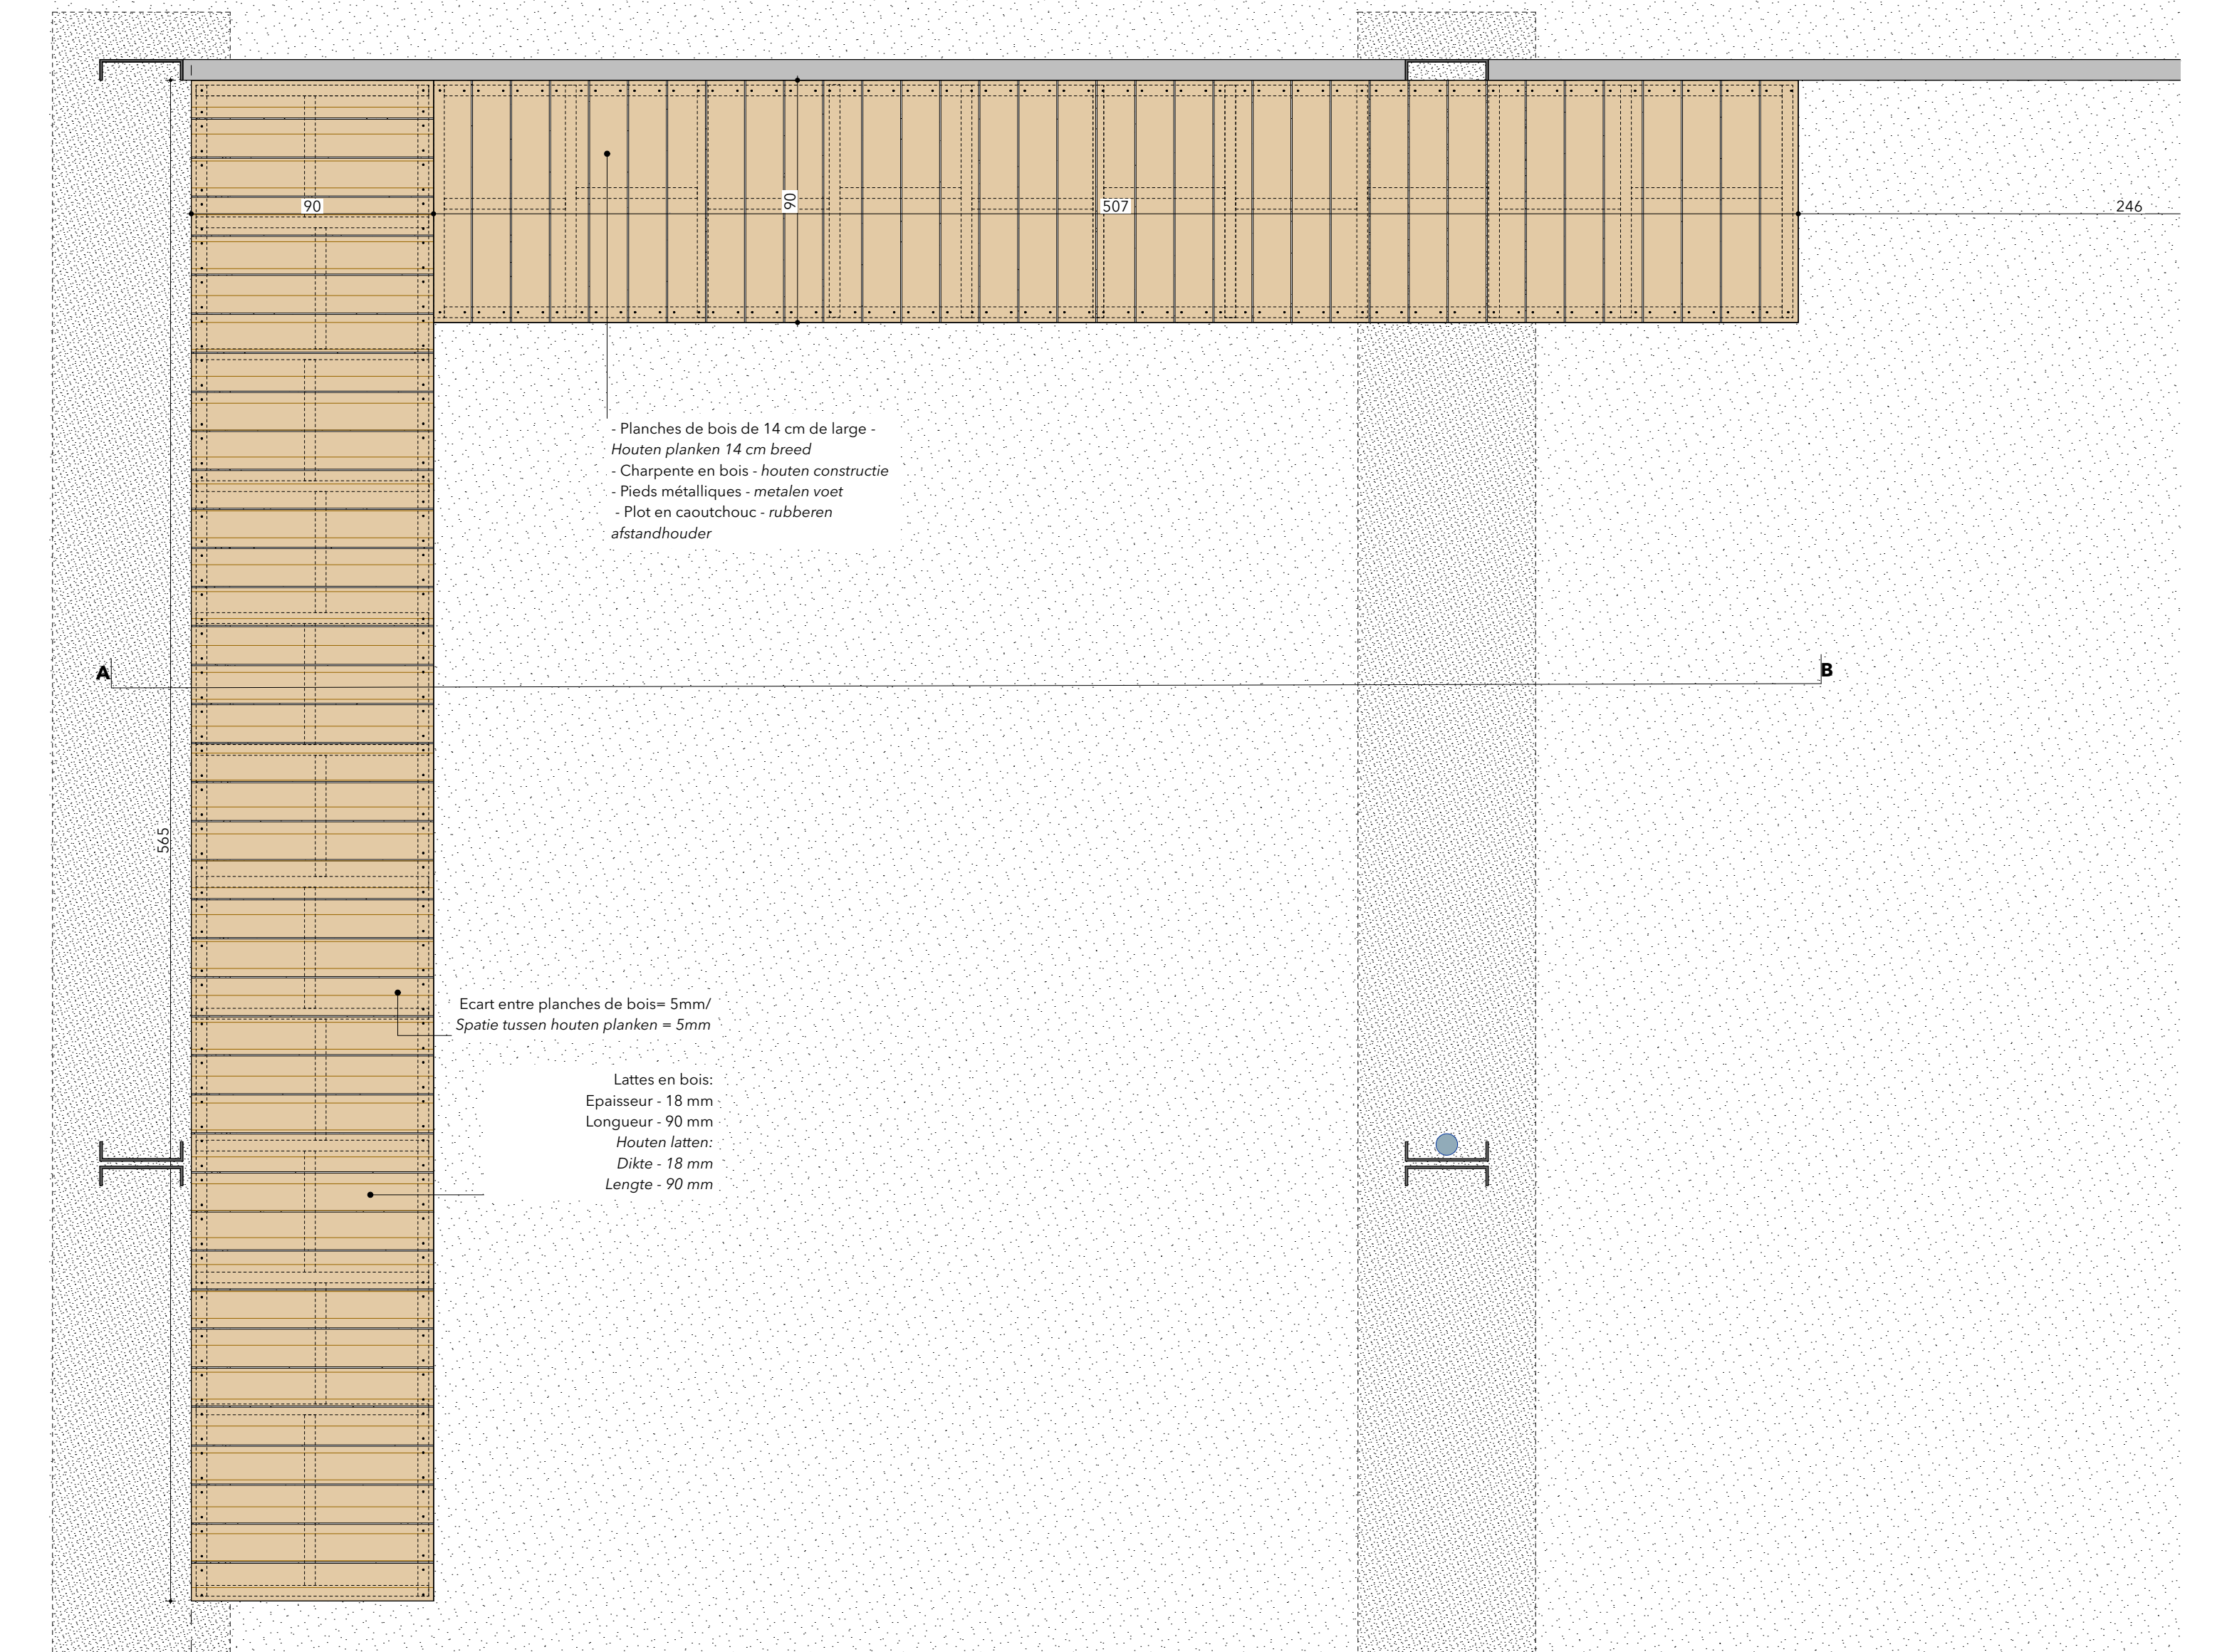 90
90
507
246
- Planches de bois de 14 cm de large -
Houten planken 14 cm breed
- Charpente en bois - houten constructie
- Pieds métalliques - metalen voet
- Plot en caoutchouc - rubberen
afstandhouder
A
B
565
Ecart entre planches de bois= 5mm/
Spatie tussen houten planken = 5mm
Lattes en bois:
Epaisseur - 18 mm
Longueur - 90 mm
Houten latten:
Dikte - 18 mm
Lengte - 90 mm